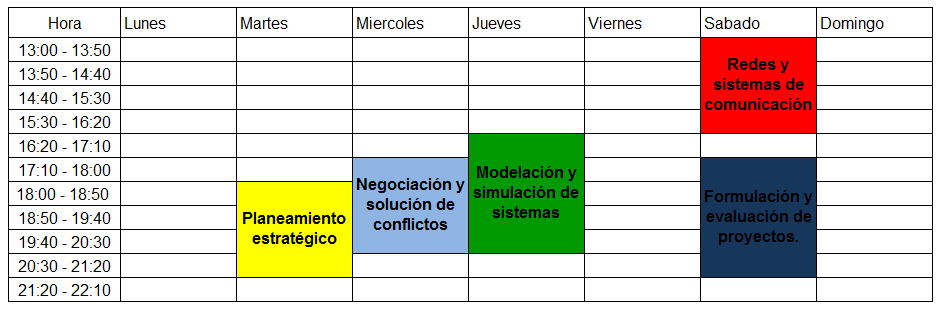 Hora Lunes Martes Miercoles Jueves Viernes Sabado Domingo
13:00 - 13:50
13:50 - 14:40
14:40 - 15:30
15:30 - 16:20
Redes y
sistemas de
comunicación
16:20 - 17:10
17:10 - 18:00
18:00 - 18:50
18:50 - 19:40
19:40 - 20:30
20:30 - 21:20
21:20 - 22:10
Planeamiento
estratégico
Negociación y
solución de
conflictos
Modelación y
simulación de
sistemas
Formulación y
evaluación de
proyectos.